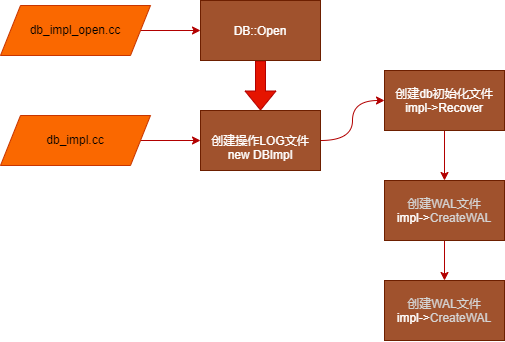 db_impl_open.cc
DB::Open
db_impl.cc
创建操作LOG文件
new DBImpl
创建db初始化文件
impl->Recover
创建WAL文件
impl->CreateWAL
创建WAL文件
impl->CreateWAL